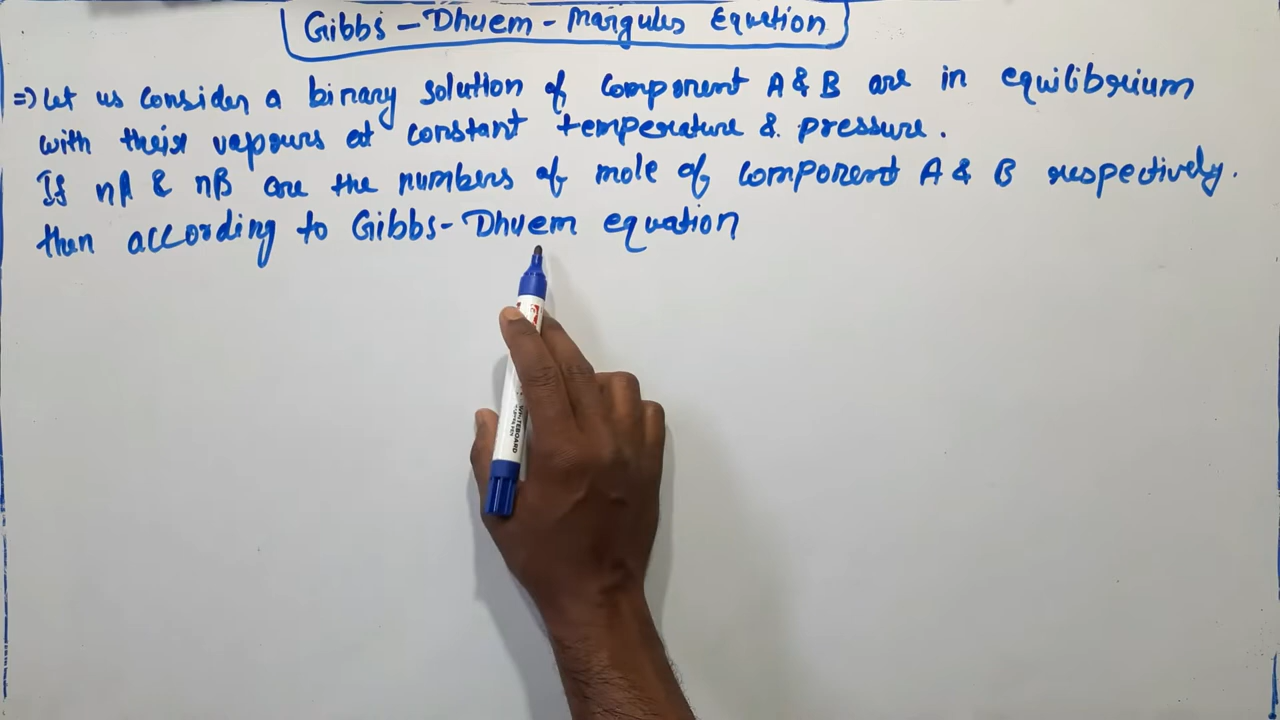 Gibbs - Dhuem - Margules Equation
⇒ Let us consider a binary solution of component A & B are in equilibrium
with their vapours at constant temperature & pressure.
If nA & nB are the numbers of mole of component A & B respectively.
then according to Gibbs-Dhuem equation
WHITEBOARD